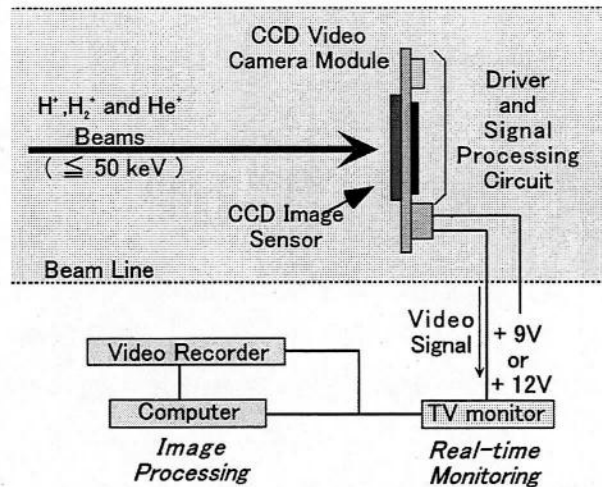 CCD Video
Camera Module
H⁺,H₂⁺ and He⁺
Beams
( ≦ 50 keV )
Driver
and
Signal
Processing
Circuit
CCD Image
Sensor
Beam Line
Video
Signal
+ 9V
or
+ 12V
Video Recorder
Computer
TV monitor
Image
Processing
Real-time
Monitoring